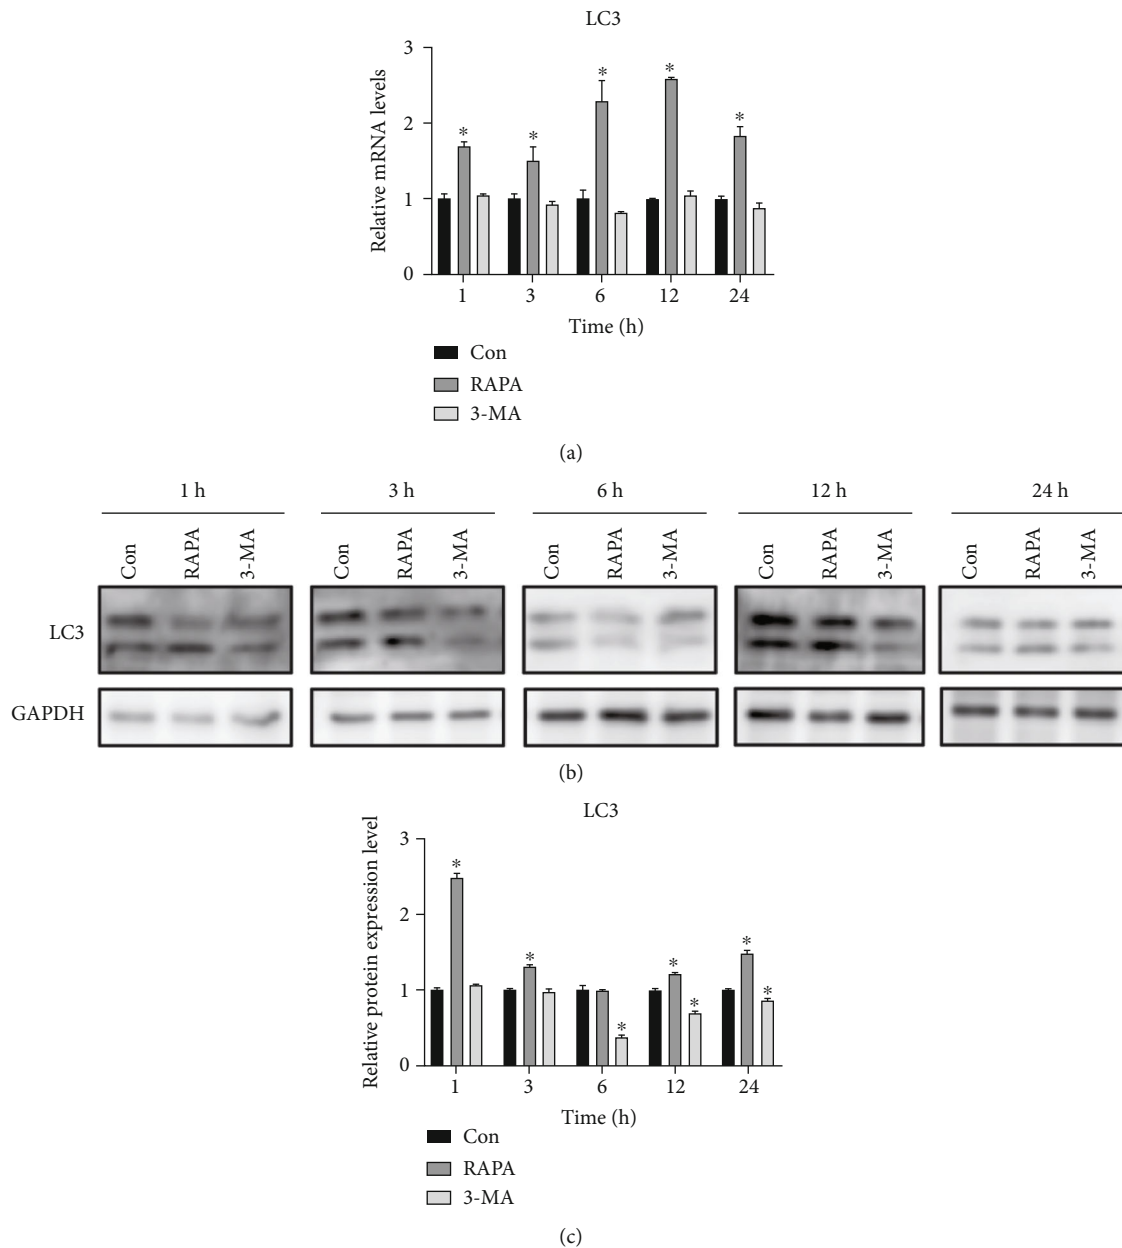 LC3
Relative mRNA levels
3
2
1
0
* * * * *
1 3 6 12 24
Time (h)
Con
RAPA
3-MA
(a)
1 h 3 h 6 h 12 h 24 h
Con RAPA 3-MA Con RAPA 3-MA Con RAPA 3-MA Con RAPA 3-MA Con RAPA 3-MA
LC3
GAPDH
(b)
LC3
Relative protein expression level
3
2
1
0
* * * * * * *
1 3 6 12 24
Time (h)
Con
RAPA
3-MA
(c)